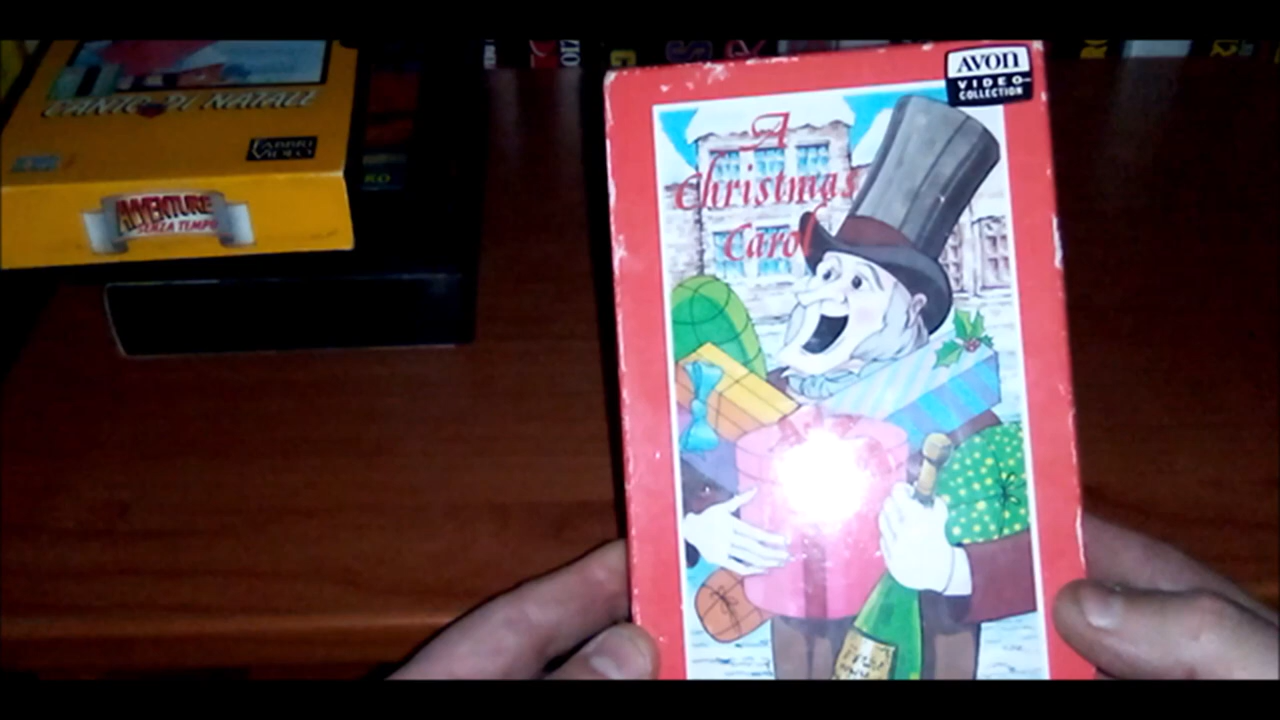 CANTO DI NATALE
FABBRI
VIDEO
AVVENTURE
SENZA TEMPO
AVON
VIDEO
COLLECTION
A
Christmas
Carol